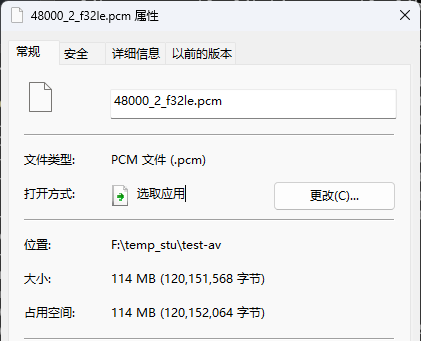 48000_2_f32le.pcm 属性
常规 安全 详细信息 以前的版本
48000_2_f32le.pcm
文件类型: PCM 文件 (.pcm)
打开方式: 选取应用 更改(C)...
位置: F:\temp_stu\test-av
大小: 114 MB (120,151,568 字节)
占用空间: 114 MB (120,152,064 字节)